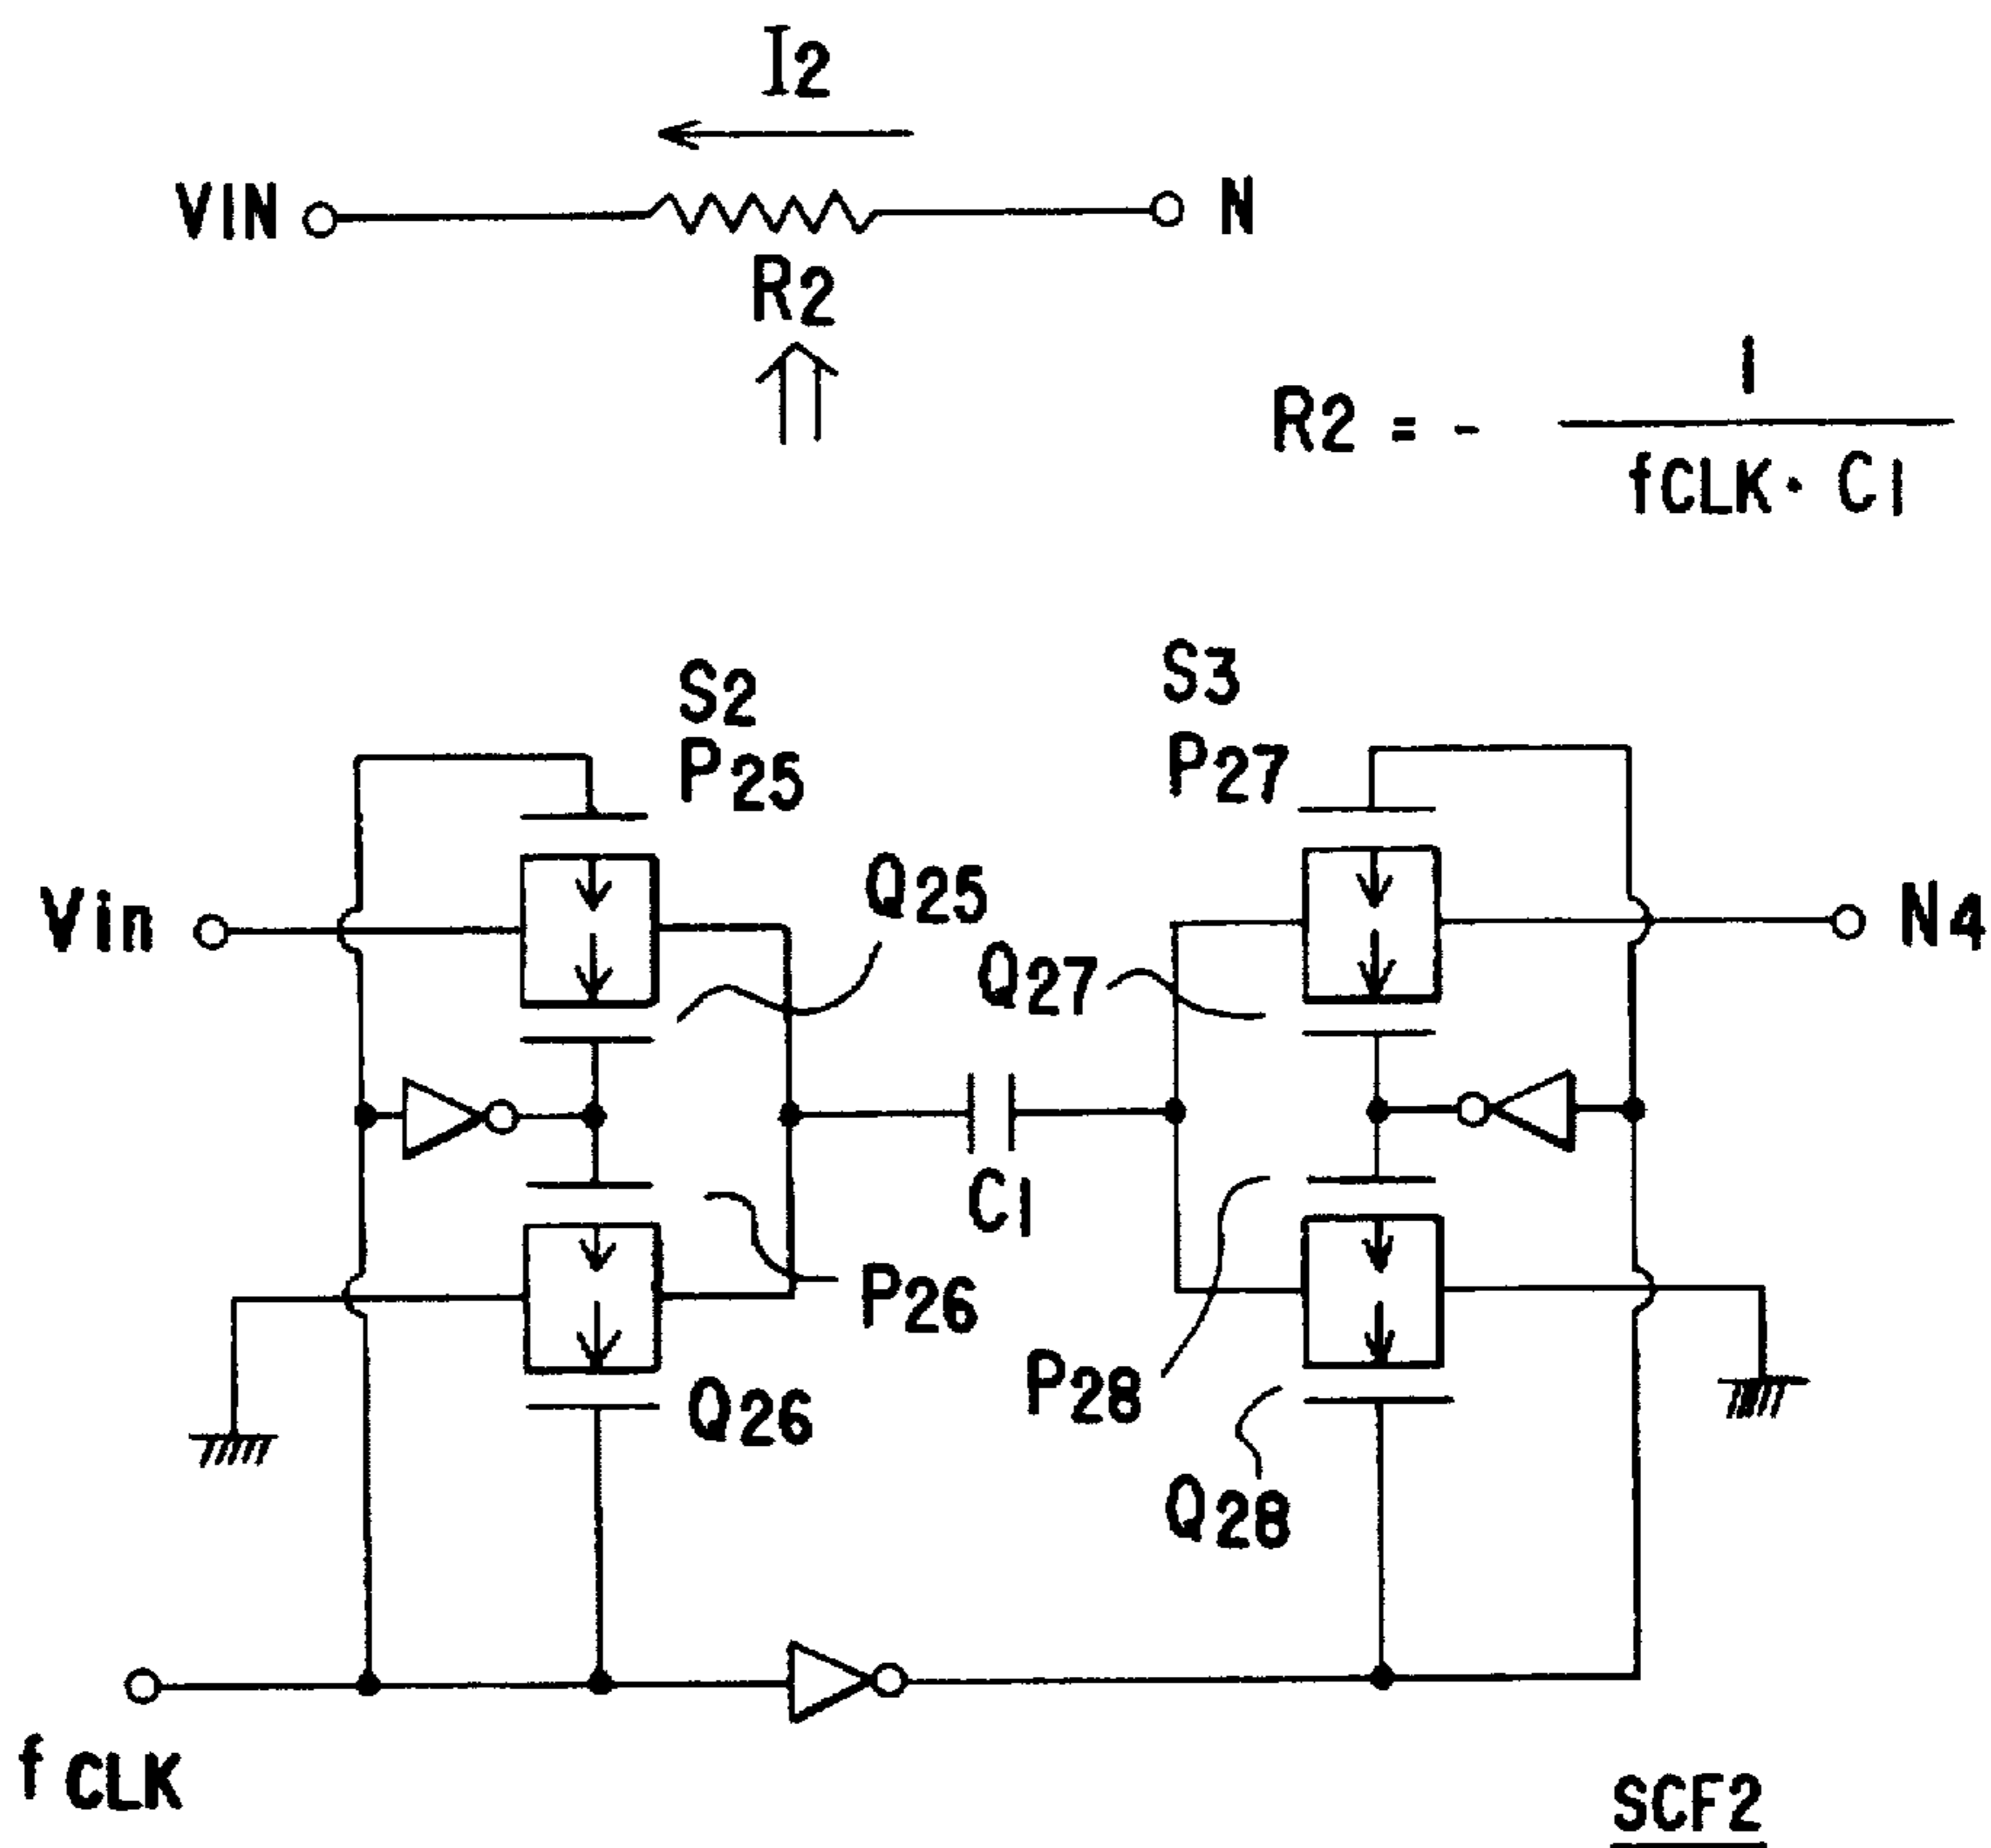 I2
VIN
N
R2
R2 = - 1 / fCLK · C1
S2
S3
P25
P27
Vin
Q25
N4
Q27
C1
P26
P28
Q26
Q28
fCLK
SCF2